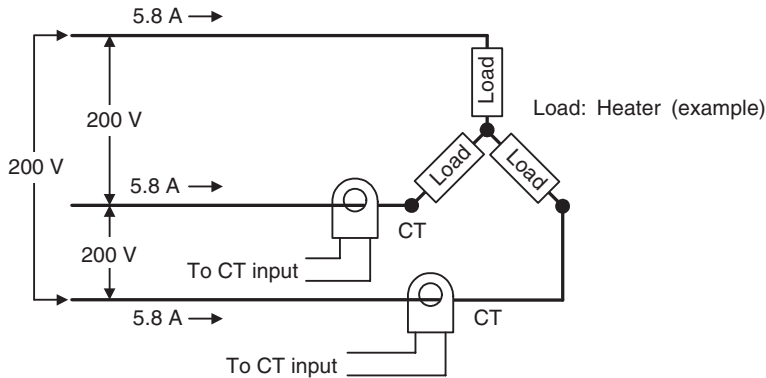 5.8 A
Load
Load: Heater (example)
200 V
Load
Load
200 V
5.8 A
CT
200 V
To CT input
5.8 A
CT
To CT input